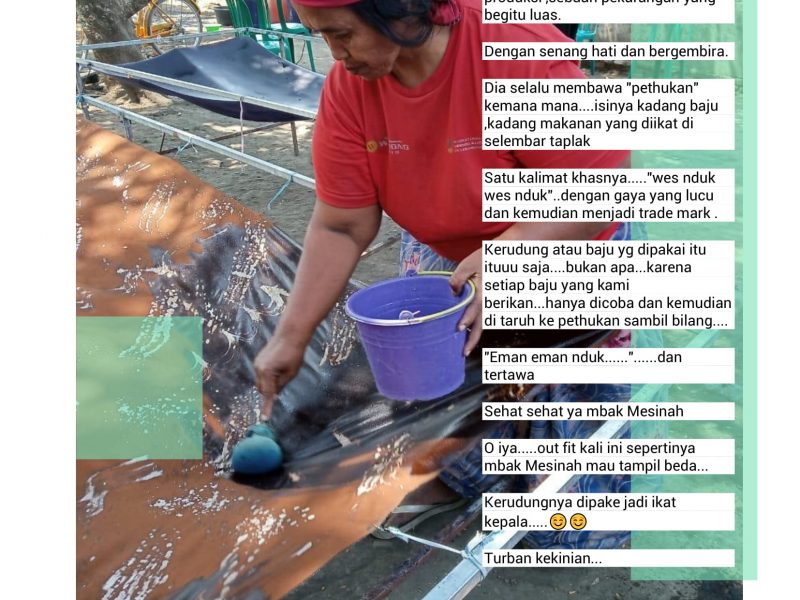 begitu luas.
Dengan senang hati dan bergembira.
Dia selalu membawa "pethukan"
kemana mana....isinya kadang baju
,kadang makanan yang diikat di
selembar taplak
Satu kalimat khasnya....."wes nduk
wes nduk"..dengan gaya yang lucu
dan kemudian menjadi trade mark .
Kerudung atau baju yg dipakai itu
ituuu saja....bukan apa...karena
setiap baju yang kami
berikan...hanya dicoba dan kemudian
di taruh ke pethukan sambil bilang....
"Eman eman nduk......"......dan
tertawa
Sehat sehat ya mbak Mesinah
O iya.....out fit kali ini sepertinya
mbak Mesinah mau tampil beda...
Kerudungnya dipake jadi ikat
kepala.....😊😊
Turban kekinian...